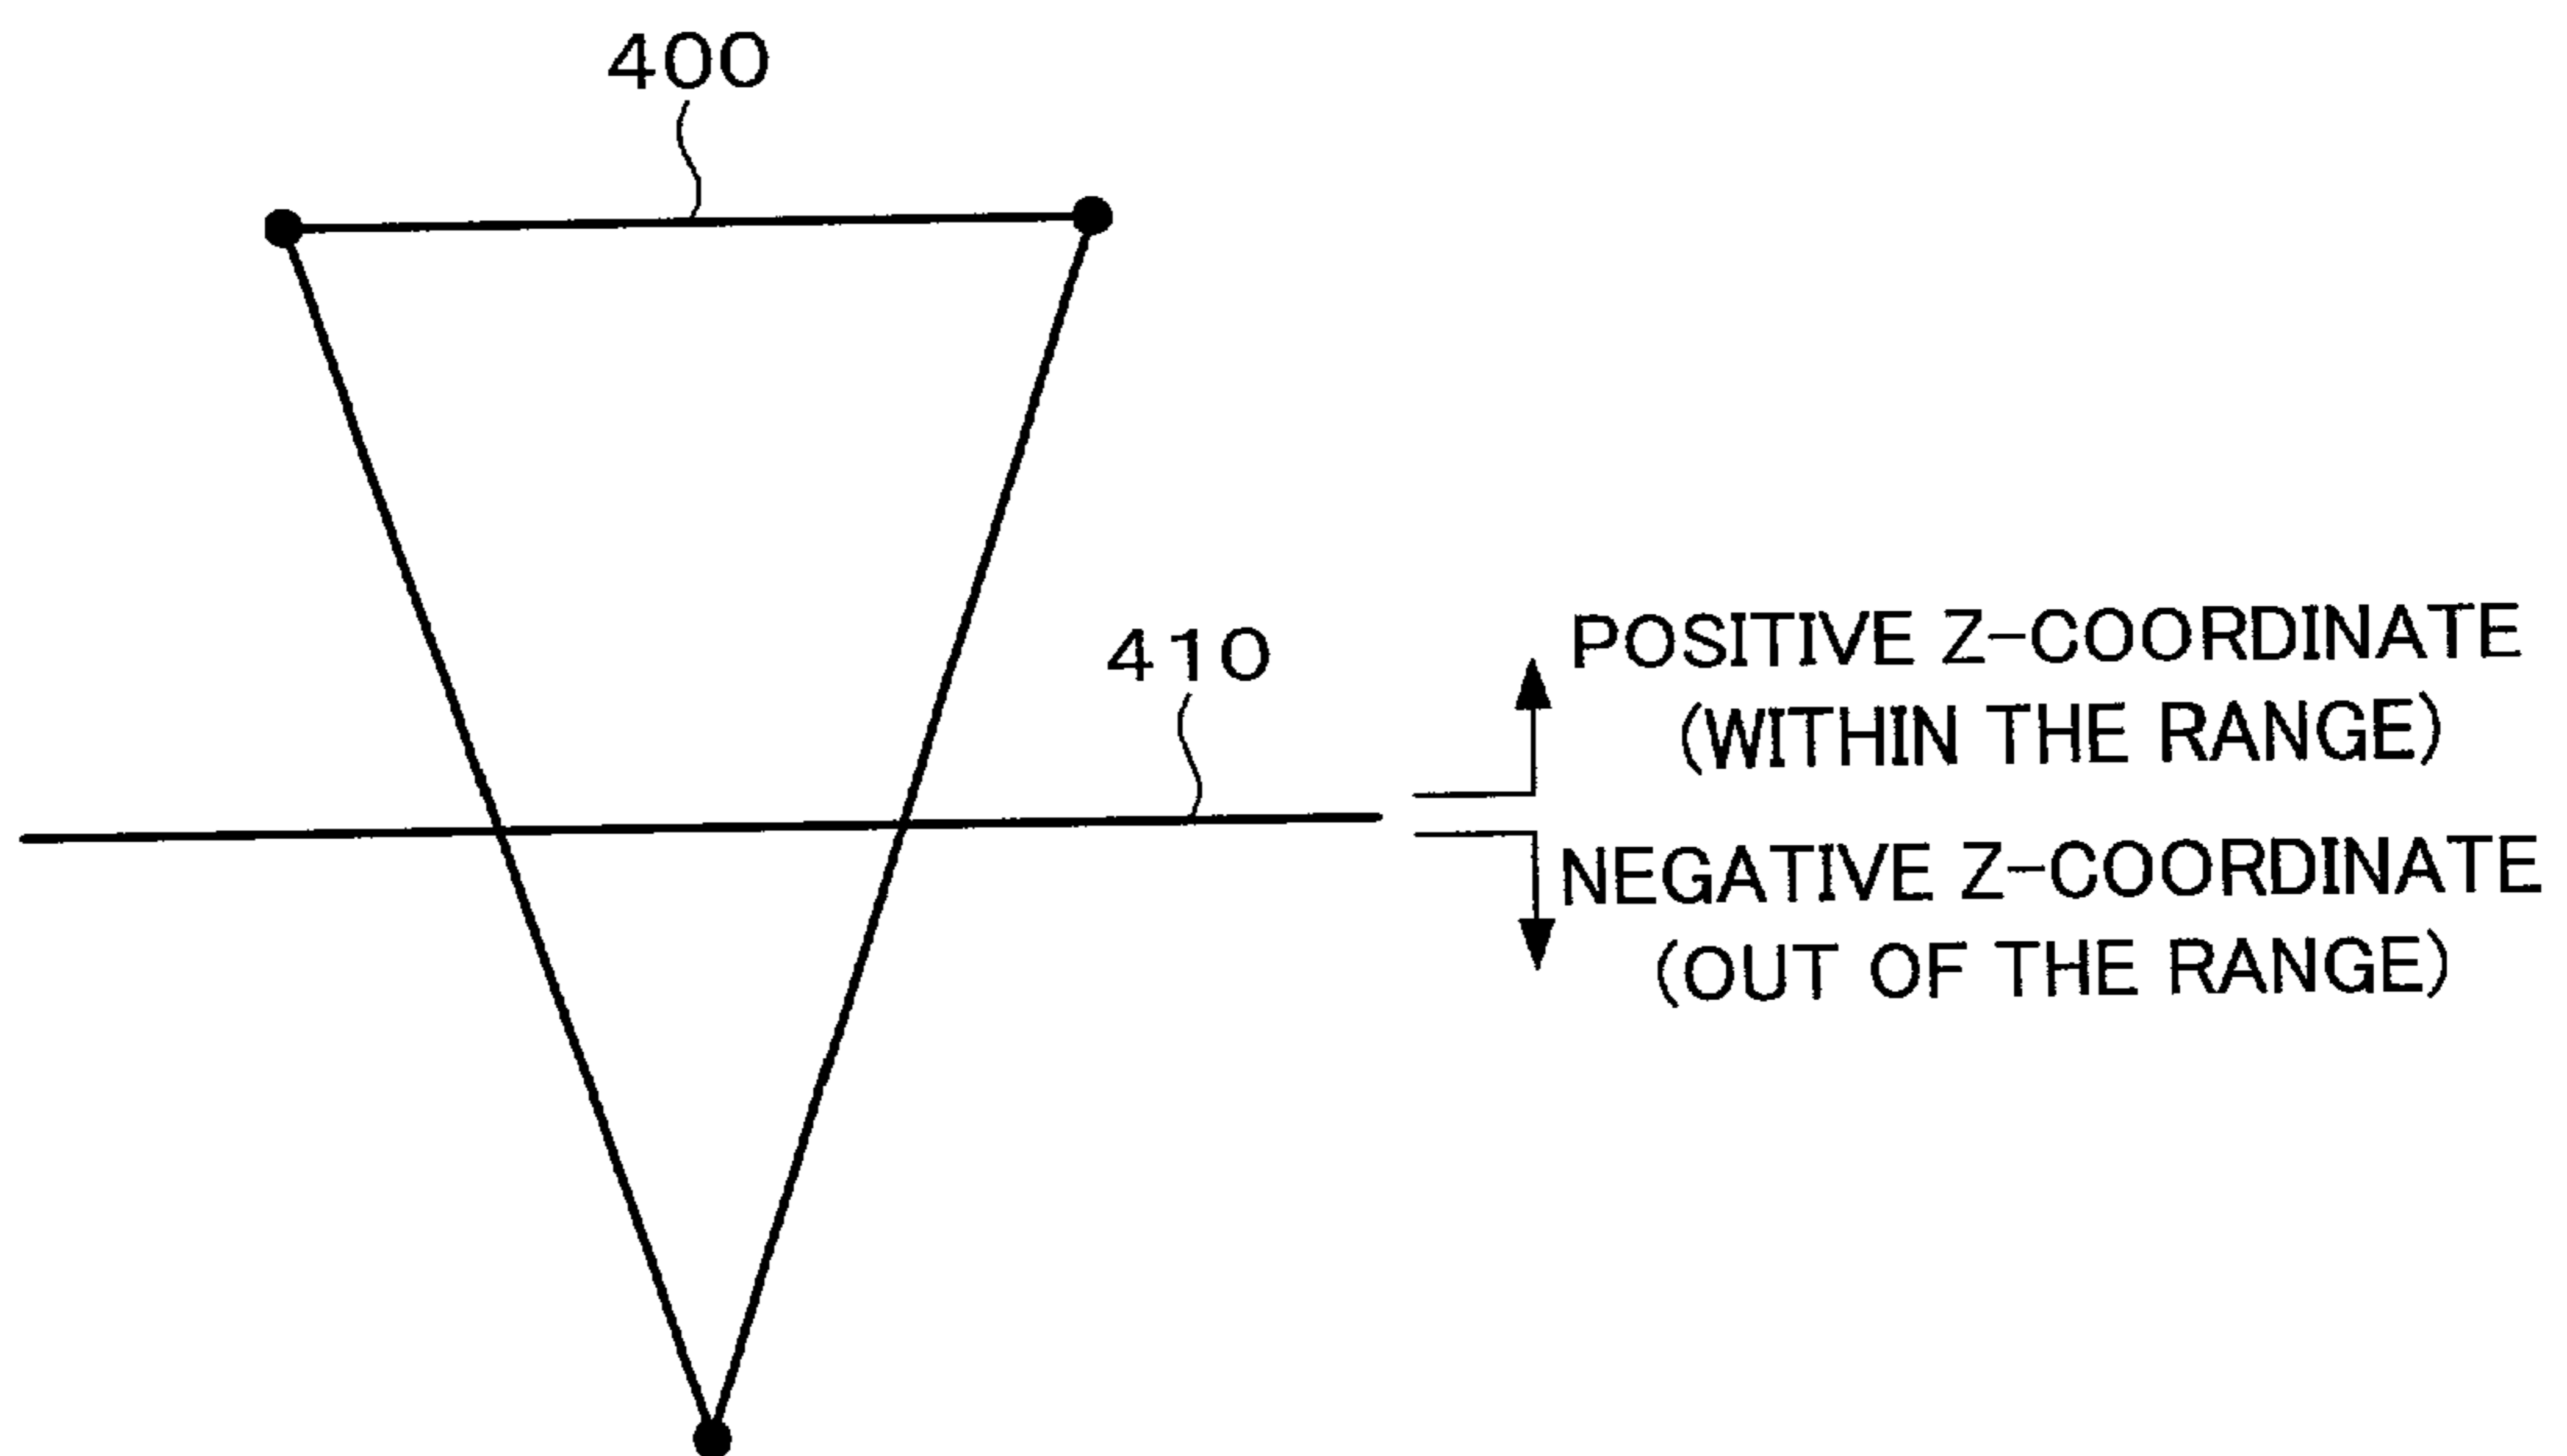 400
410
POSITIVE Z-COORDINATE
(WITHIN THE RANGE)
NEGATIVE Z-COORDINATE
(OUT OF THE RANGE)